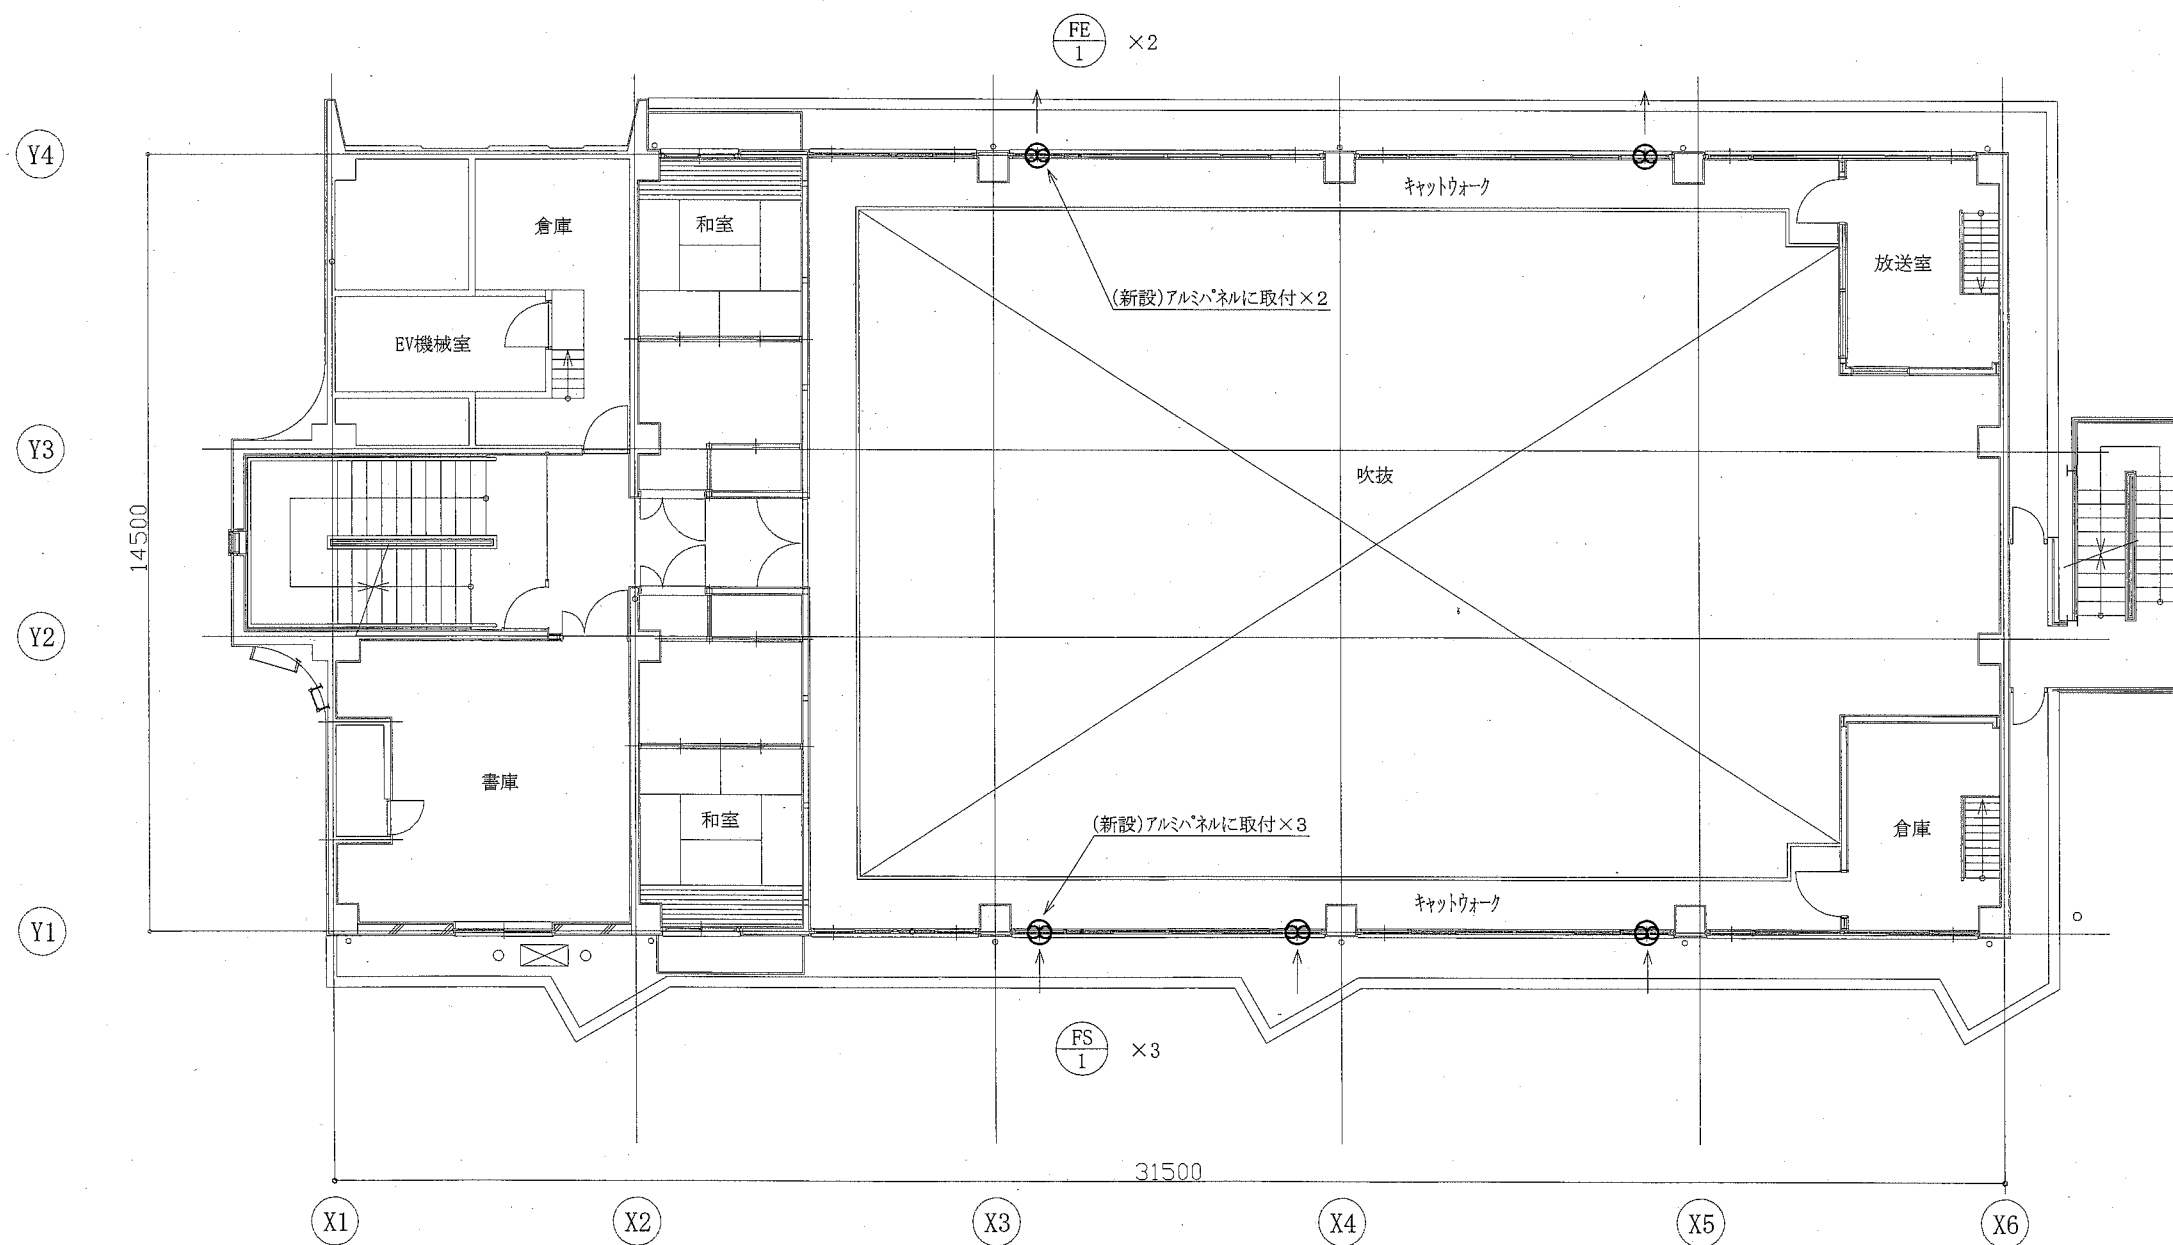 FE
1
×2
Y4
キャットウォーク
倉庫
和室
放送室
(新設)アルミパネルに取付×2
EV機械室
Y3
吹抜
14500
Y2
書庫
和室
(新設)アルミパネルに取付×3
倉庫
キャットウォーク
Y1
FS
1
×3
31500
X1
X2
X3
X4
X5
X6